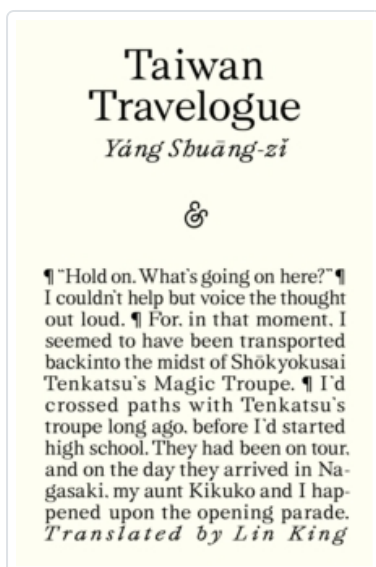 Taiwan
Travelogue
Yáng Shuāng-zǐ
&
¶ "Hold on. What's going on here?" ¶
I couldn't help but voice the thought
out loud. ¶ For, in that moment, I
seemed to have been transported
backinto the midst of Shōkyokusai
Tenkatsu's Magic Troupe. ¶ I'd
crossed paths with Tenkatsu's
troupe long ago, before I'd started
high school. They had been on tour,
and on the day they arrived in Na-
gasaki, my aunt Kikuko and I hap-
pened upon the opening parade.
Translated by Lin King